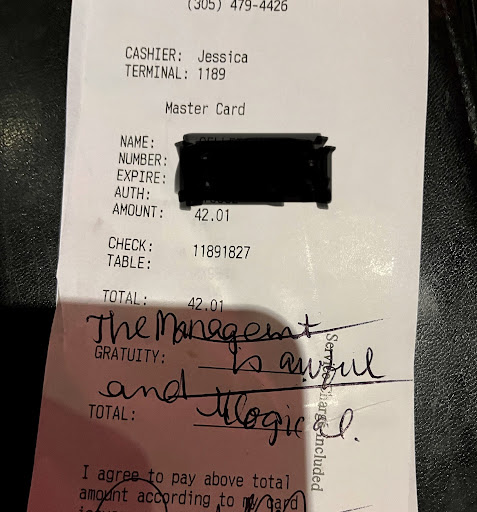 (305) 479-4426
CASHIER: Jessica
TERMINAL: 1189
Master Card
NAME:
NUMBER:
EXPIRE:
AUTH:
AMOUNT: 42.01
CHECK: 11891827
TABLE:
TOTAL: 42.01
The Managent
GRATUITY: is awful
and Illogical.
TOTAL:
Service Charge Included
I agree to pay above total
amount according to my card